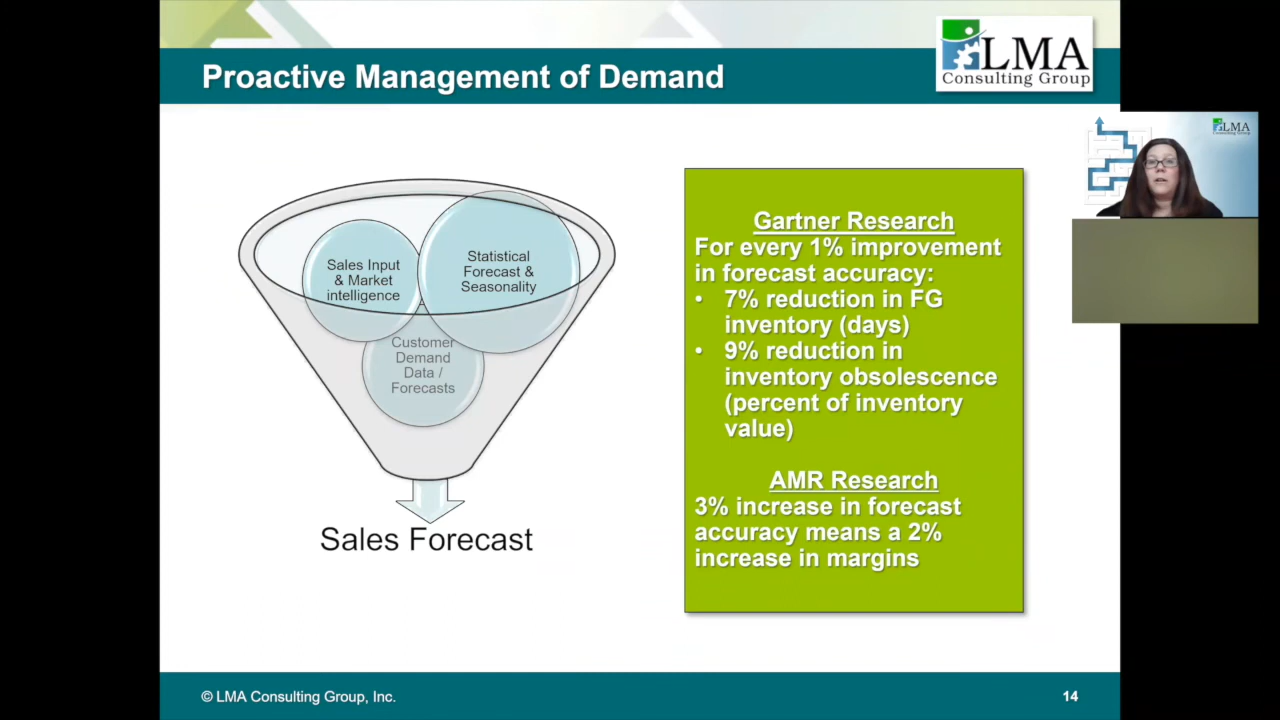 Proactive Management of Demand
LMA
Consulting Group
LMA
Consulting Group
Sales Input
& Market
intelligence
Statistical
Forecast &
Seasonality
Customer
Demand
Data /
Forecasts
Sales Forecast
Gartner Research
For every 1% improvement
in forecast accuracy:
• 7% reduction in FG
inventory (days)
• 9% reduction in
inventory obsolescence
(percent of inventory
value)
AMR Research
3% increase in forecast
accuracy means a 2%
increase in margins
© LMA Consulting Group, Inc.
14